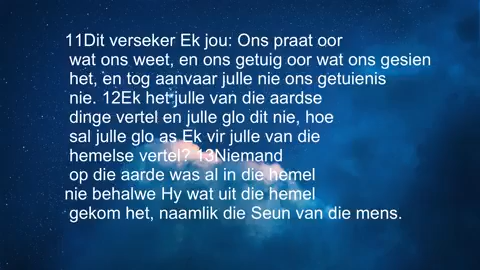 11Dit verseker Ek jou: Ons praat oor
wat ons weet, en ons getuig oor wat ons gesien
het, en tog aanvaar julle nie ons getuienis
nie. 12Ek het julle van die aardse
dinge vertel en julle glo dit nie, hoe
sal julle glo as Ek vir julle van die
hemelse vertel? 13Niemand
op die aarde was al in die hemel
nie behalwe Hy wat uit die hemel
gekom het, naamlik die Seun van die mens.